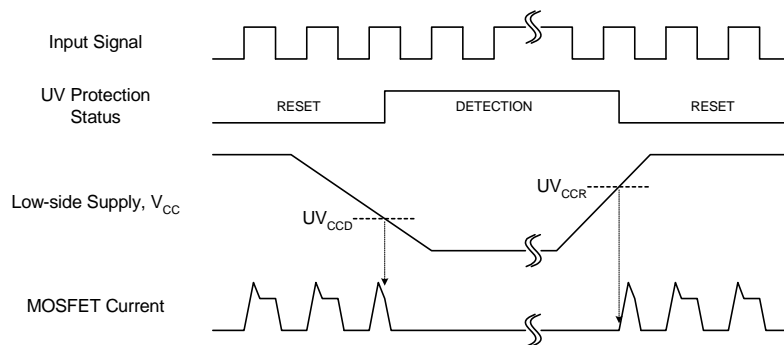 Input Signal
UV Protection
Status
RESET
DETECTION
RESET
Low-side Supply, VCC
UVCCD
UVCCR
MOSFET Current